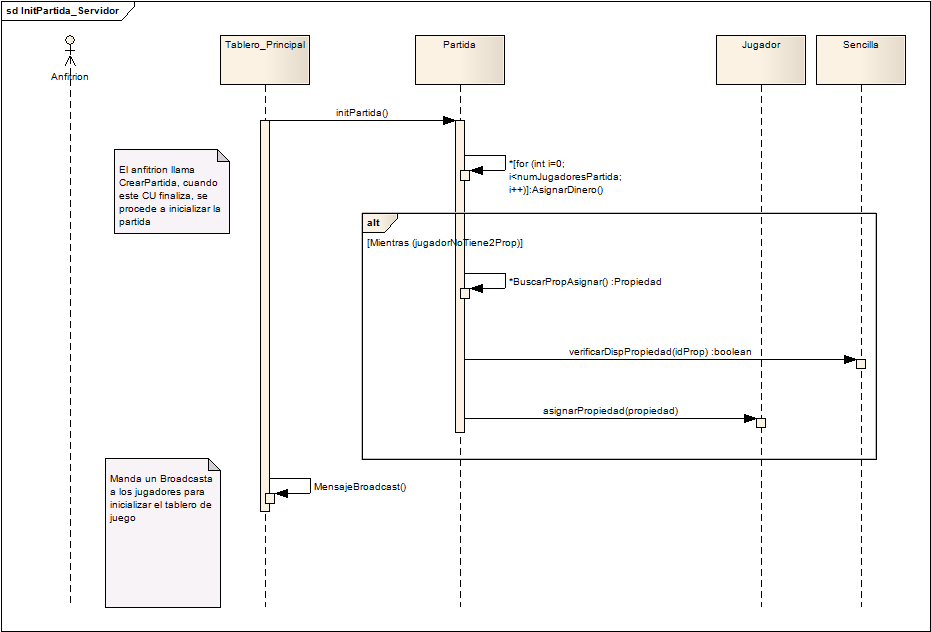 sd InitPartida_Servidor
Anfitrion
Tablero_Principal
Partida
Jugador
Sencilla
initPartida()
El anfitrion llama
CrearPartida, cuando
este CU finaliza, se
procede a inicializar la
partida
*[for (int i=0;
i<numJugadoresPartida;
i++)]:AsignarDinero()
alt
[Mientras (jugadorNoTiene2Prop)]
*BuscarPropAsignar() :Propiedad
verificarDispPropiedad(idProp) :boolean
asignarPropiedad(propiedad)
Manda un Broadcasta
a los jugadores para
inicializar el tablero de
juego
MensajeBroadcast()